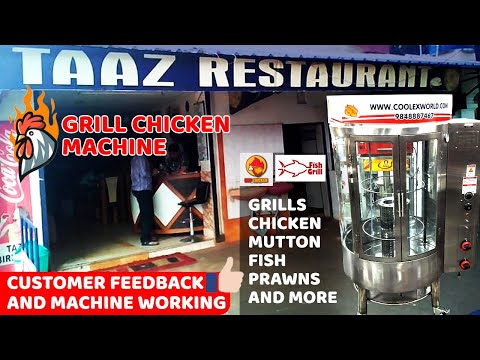 TAAZ RESTAURANT
GRILL CHICKEN
MACHINE
WWW.COOLEXWORLD.COM
9848887467
Fish
Grill
GRILLS
CHICKEN
MUTTON
FISH
PRAWNS
AND MORE
CUSTOMER FEEDBACK
AND MACHINE WORKING